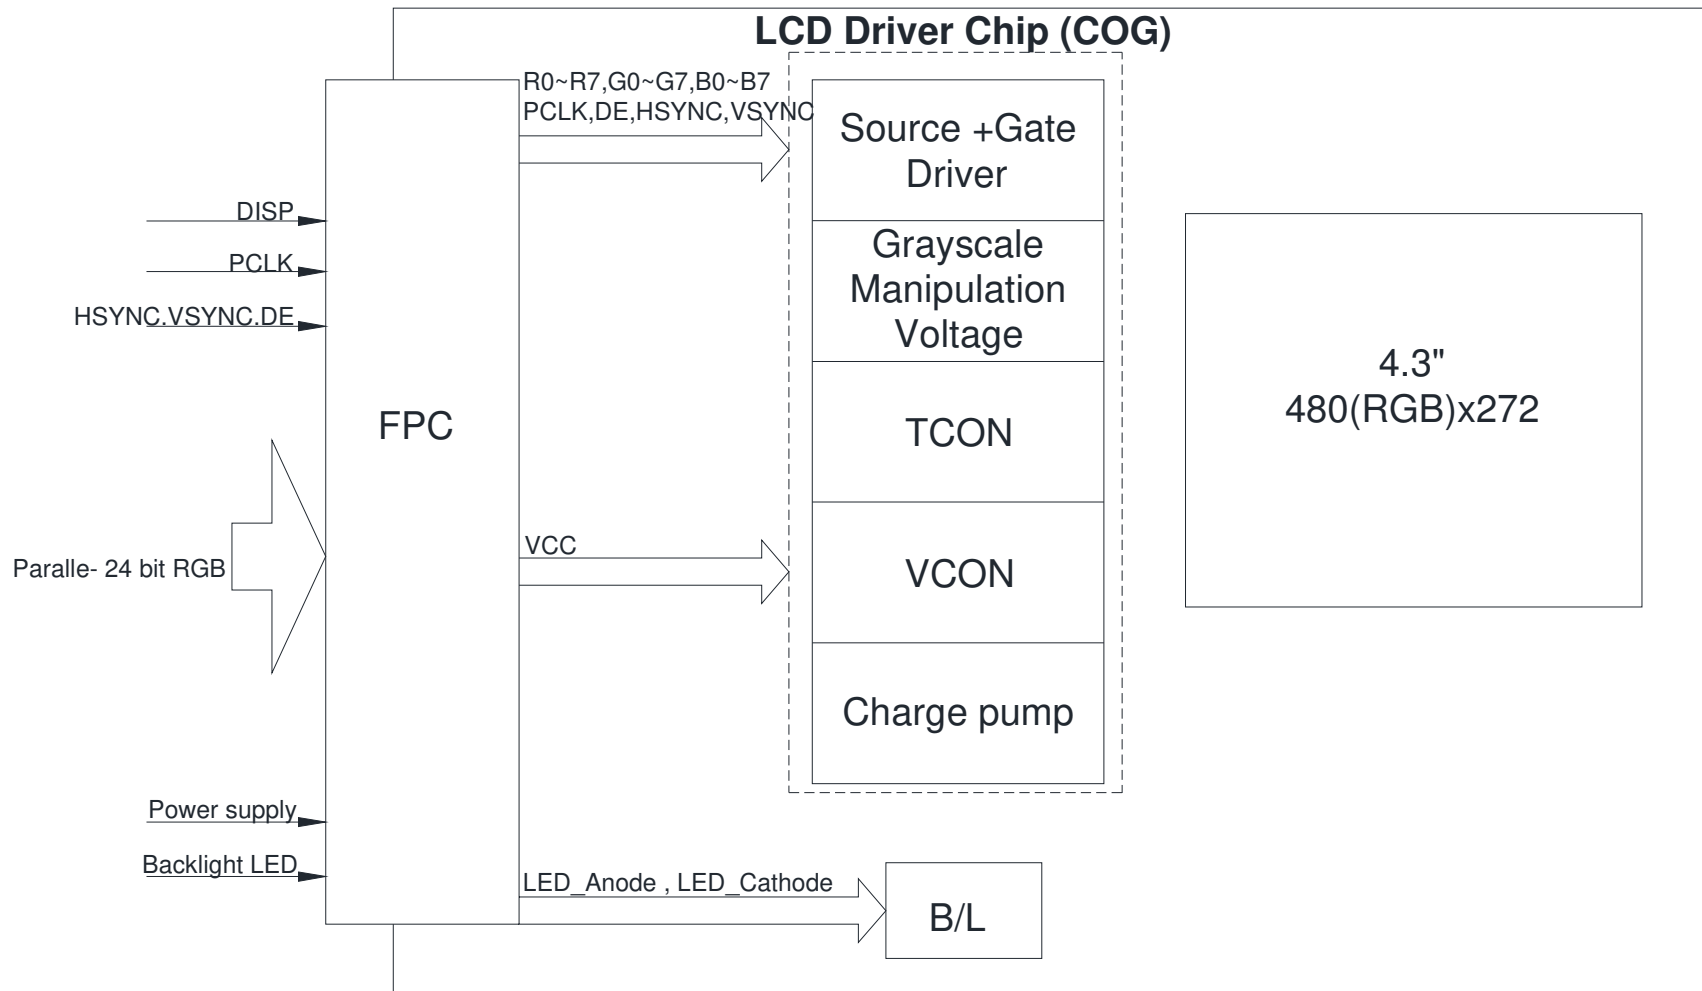 LCD Driver Chip (COG)
R0~R7,G0~G7,B0~B7
PCLK,DE,HSYNC,VSYNC
Source +Gate
Driver
DISP
PCLK
HSYNC.VSYNC.DE
Grayscale
Manipulation
Voltage
4.3"
480(RGB)x272
FPC
TCON
VCC
Paralle- 24 bit RGB
VCON
Charge pump
Power supply
Backlight LED
LED_Anode , LED_Cathode
B/L